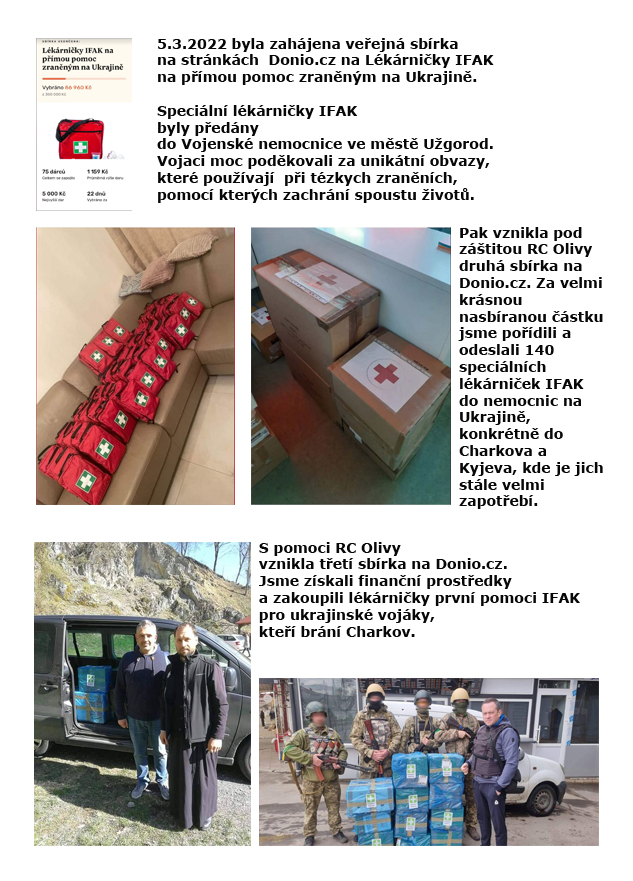 Lékárničky IFAK na
přímou pomoc
zraněným na Ukrajině
Vybráno 86 960 Kč
75 dárců
1 159 Kč
5 000 Kč
22 dnů
5.3.2022 byla zahájena veřejná sbírka
na stránkách Donio.cz na Lékárničky IFAK
na přímou pomoc zraněným na Ukrajině.
Speciální lékárničky IFAK
byly předány
do Vojenské nemocnice ve městě Užgorod.
Vojaci moc poděkovali za unikátní obvazy,
které používají při tézkych zraněních,
pomocí kterých zachrání spoustu životů.
Pak vznikla pod
záštitou RC Olivy
druhá sbírka na
Donio.cz. Za velmi
krásnou
nasbíranou částku
jsme pořídili a
odeslali 140
speciálních
lékárniček IFAK
do nemocnic na
Ukrajině,
konkrétně do
Charkova a
Kyjeva, kde je jich
stále velmi
zapotřebí.
S pomoci RC Olivy
vznikla třetí sbírka na Donio.cz.
Jsme získali finanční prostředky
a zakoupili lékárničky první pomoci IFAK
pro ukrajinské vojáky,
kteří brání Charkov.